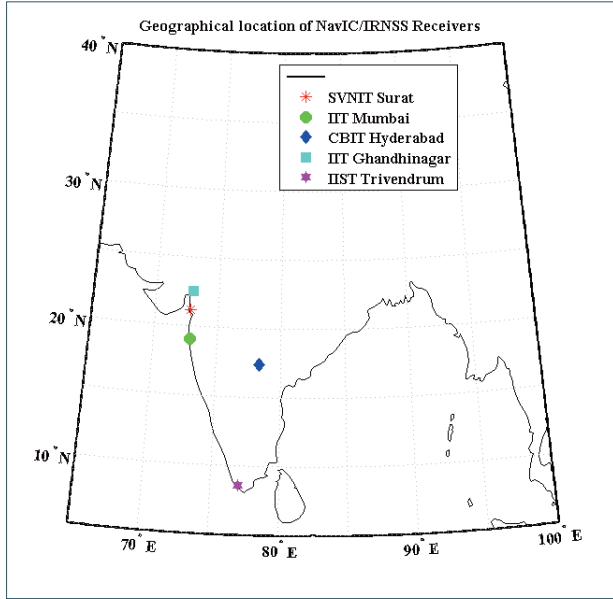 Geographical location of NavIC/IRNSS Receivers
40°N
SVNIT Surat
IIT Mumbai
CBIT Hyderabad
IIT Ghandhinagar
IIST Trivendrum
30°N
20°N
10°N
70°E
80°E
90°E
100°E